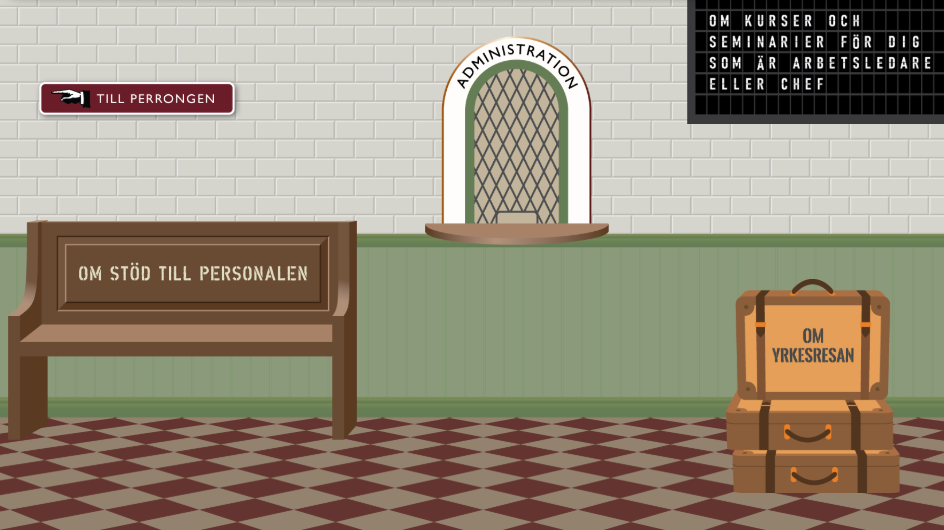 OM KURSER OCH
SEMINARIER FÖR DIG
SOM ÄR ARBETSLEDARE
ELLER CHEF
ADMINISTRATION
TILL PERRONGEN
OM STÖD TILL PERSONALEN
OM
YRKESRESAN